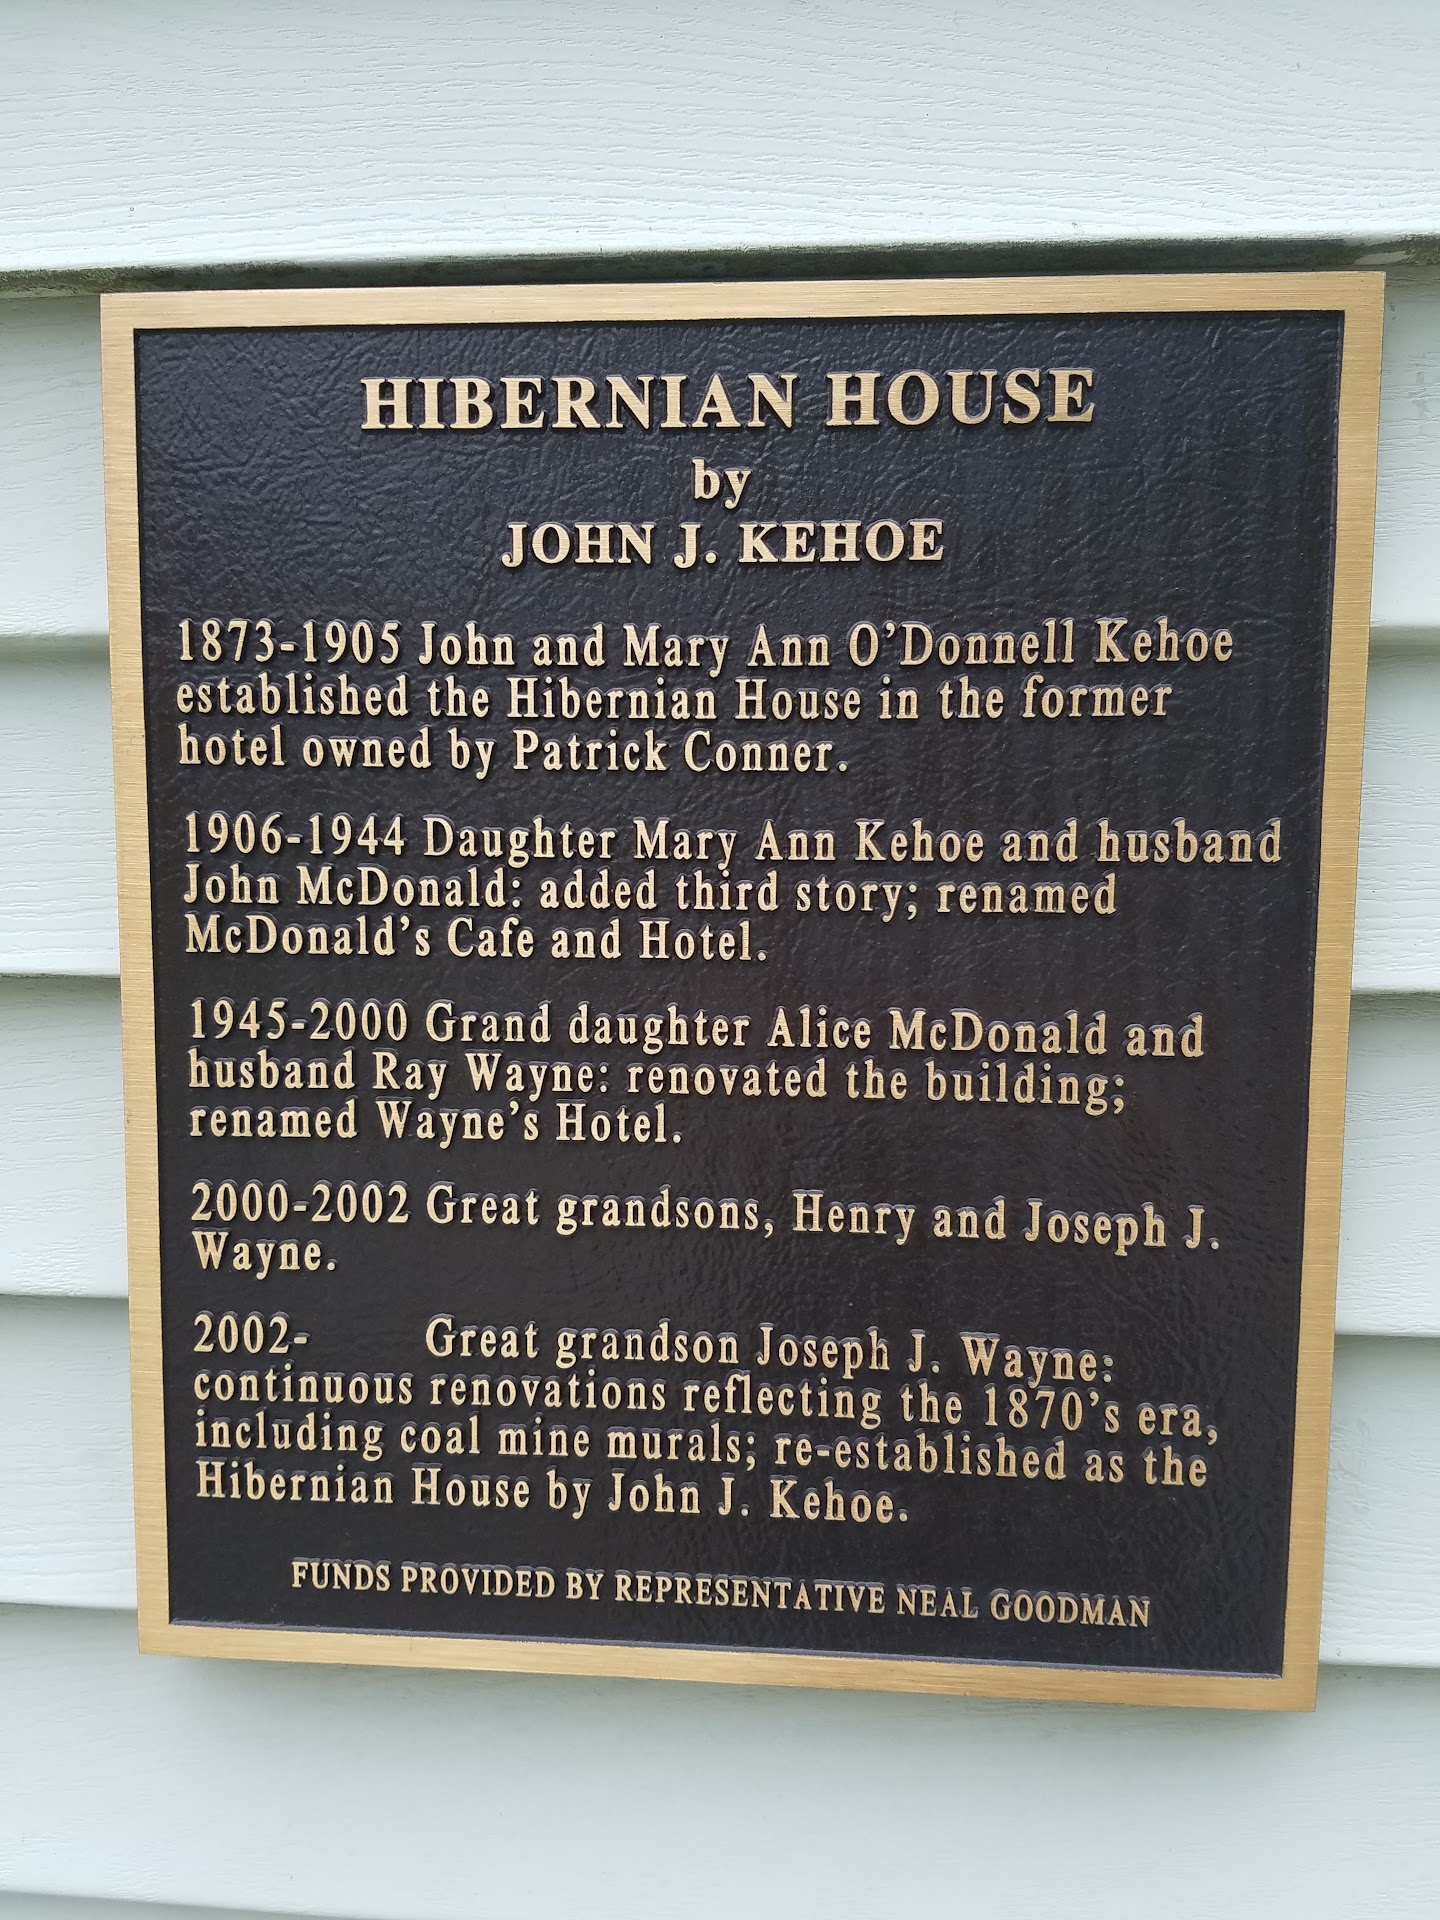 HIBERNIAN HOUSE
by
JOHN J. KEHOE
1873-1905 John and Mary Ann O'Donnell Kehoe
established the Hibernian House in the former
hotel owned by Patrick Conner.
1906-1944 Daughter Mary Ann Kehoe and husband
John McDonald: added third story; renamed
McDonald's Cafe and Hotel.
1945-2000 Grand daughter Alice McDonald and
husband Ray Wayne: renovated the building;
renamed Wayne's Hotel.
2000-2002 Great grandsons, Henry and Joseph J.
Wayne.
2002- Great grandson Joseph J. Wayne:
continuous renovations reflecting the 1870's era,
including coal mine murals; re-established as the
Hibernian House by John J. Kehoe.
FUNDS PROVIDED BY REPRESENTATIVE NEAL GOODMAN